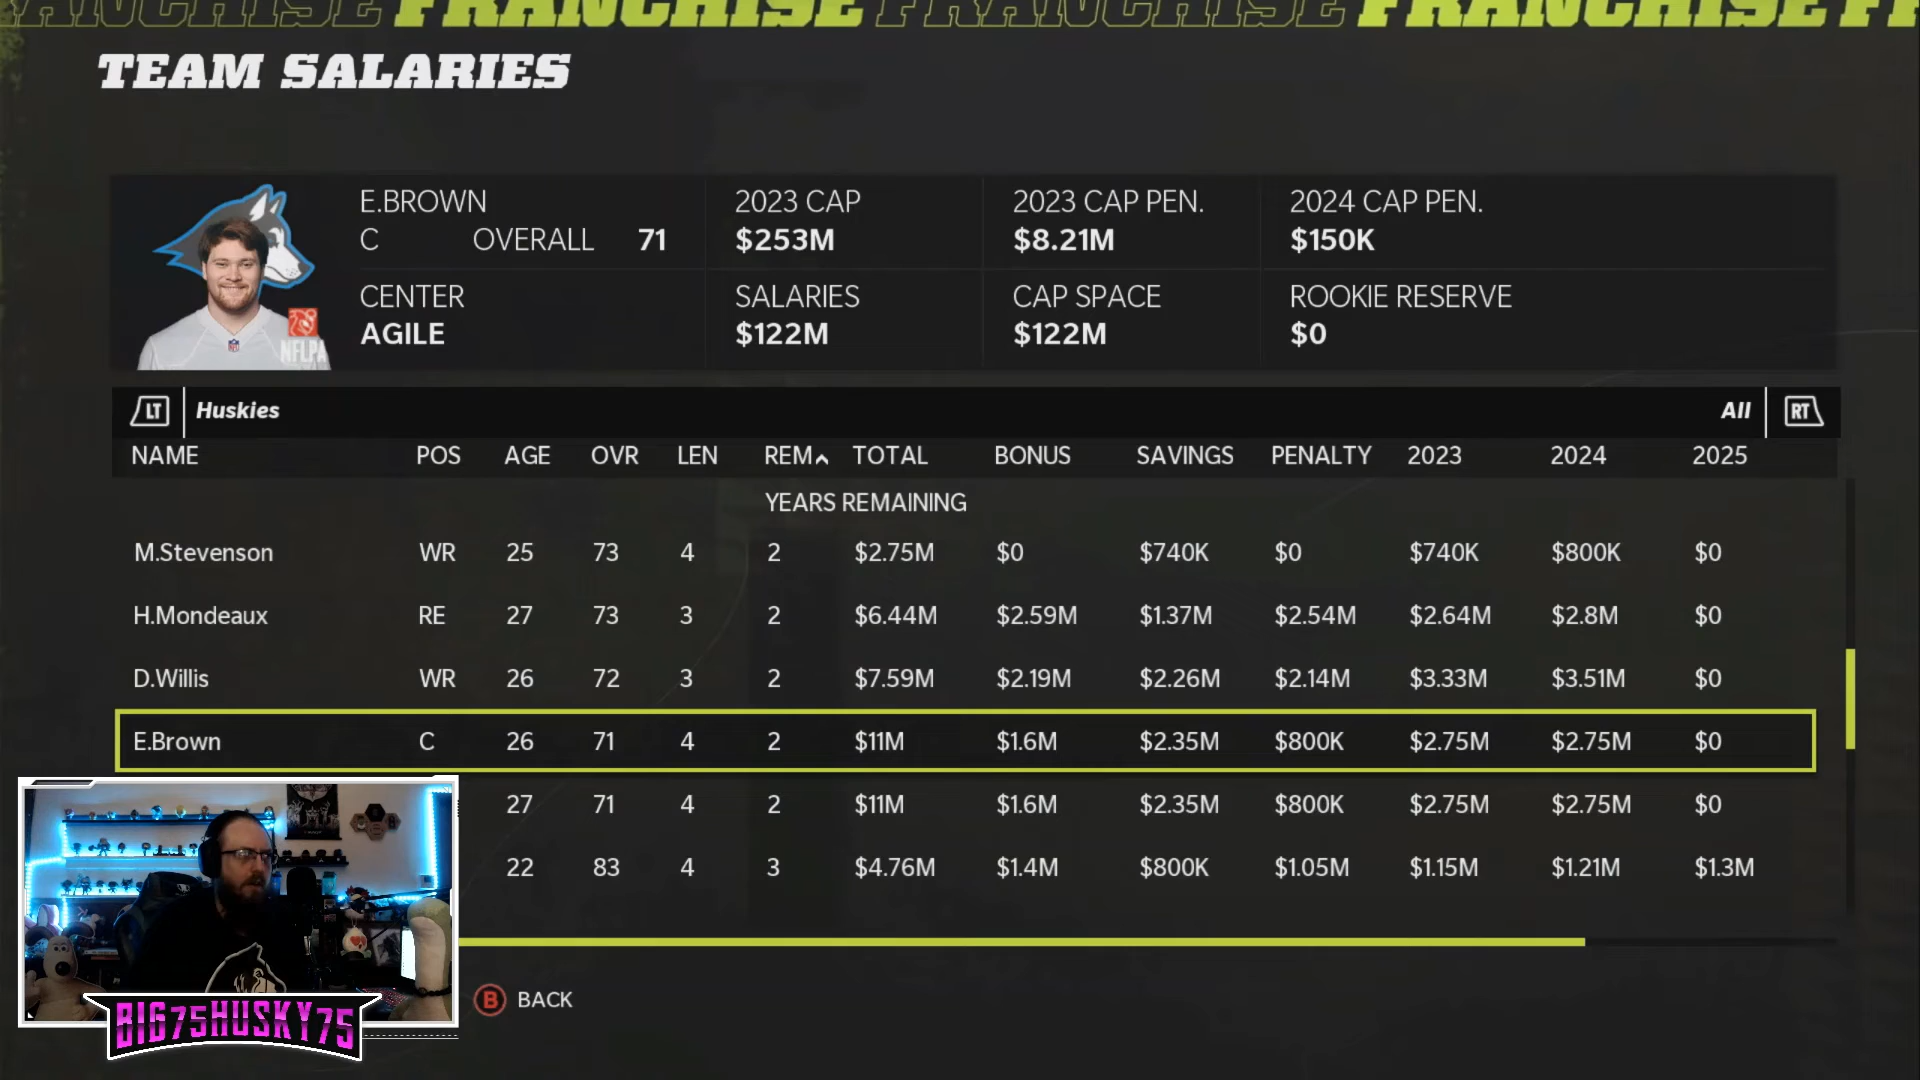 FRANCHISE FRANCHISE FRANCHISE FRANCHISE FR
TEAM SALARIES
E.BROWN
C OVERALL 71
CENTER
AGILE
2023 CAP
$253M
SALARIES
$122M
2023 CAP PEN.
$8.21M
CAP SPACE
$122M
2024 CAP PEN.
$150K
ROOKIE RESERVE
$0
NFLPA
LT Huskies All RT
NAME POS AGE OVR LEN REM TOTAL BONUS SAVINGS PENALTY 2023 2024 2025
YEARS REMAINING
M.Stevenson WR 25 73 4 2 $2.75M $0 $740K $0 $740K $800K $0
H.Mondeaux RE 27 73 3 2 $6.44M $2.59M $1.37M $2.54M $2.64M $2.8M $0
D.Willis WR 26 72 3 2 $7.59M $2.19M $2.26M $2.14M $3.33M $3.51M $0
E.Brown C 26 71 4 2 $11M $1.6M $2.35M $800K $2.75M $2.75M $0
27 71 4 2 $11M $1.6M $2.35M $800K $2.75M $2.75M $0
22 83 4 3 $4.76M $1.4M $800K $1.05M $1.15M $1.21M $1.3M
B BACK
BIG75HUSKY75